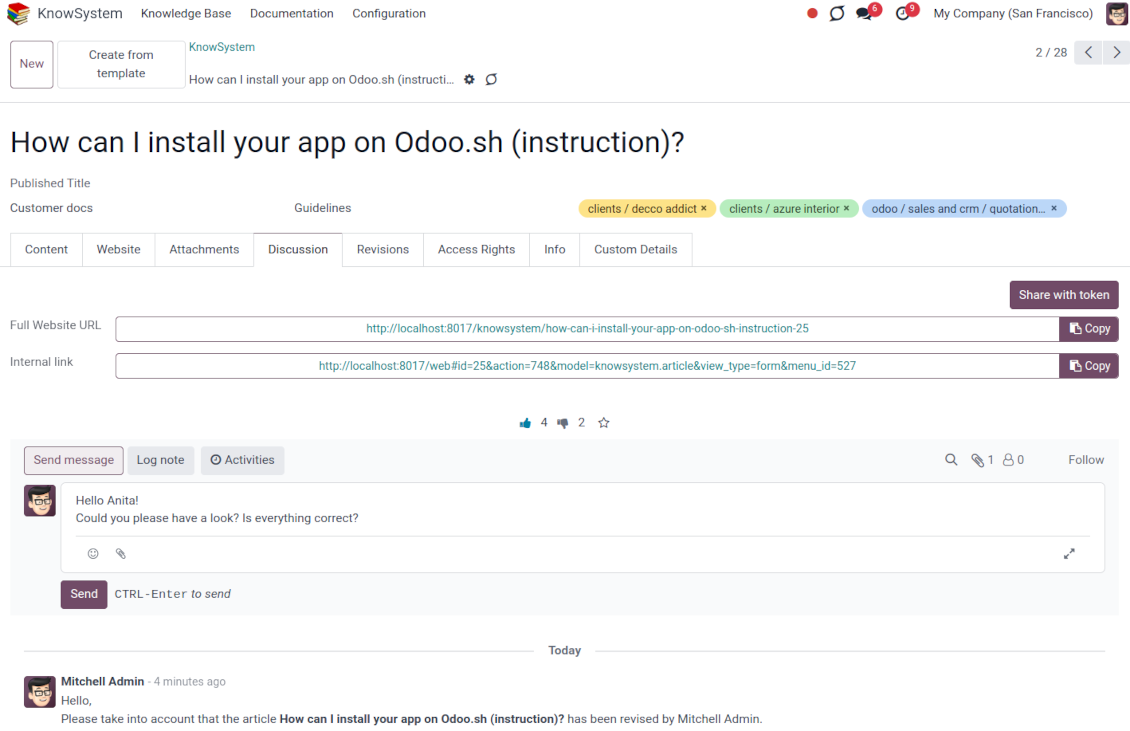 KnowSystem Knowledge Base Documentation Configuration 6 9 My Company (San Francisco)
New
Create from
template
KnowSystem
How can I install your app on Odoo.sh (instructi...
2 / 28
How can I install your app on Odoo.sh (instruction)?
Published Title
Customer docs Guidelines clients / decco addict × clients / azure interior × odoo / sales and crm / quotation... ×
Content Website Attachments Discussion Revisions Access Rights Info Custom Details
Share with token
Full Website URL http://localhost:8017/knowsystem/how-can-i-install-your-app-on-odoo-sh-instruction-25 Copy
Internal link http://localhost:8017/web#id=25&action=748&model=knowsystem.article&view_type=form&menu_id=527 Copy
4 2
Send message Log note Activities 1 0 Follow
Hello Anita!
Could you please have a look? Is everything correct?
Send CTRL-Enter to send
Today
Mitchell Admin - 4 minutes ago
Hello,
Please take into account that the article How can I install your app on Odoo.sh (instruction)? has been revised by Mitchell Admin.